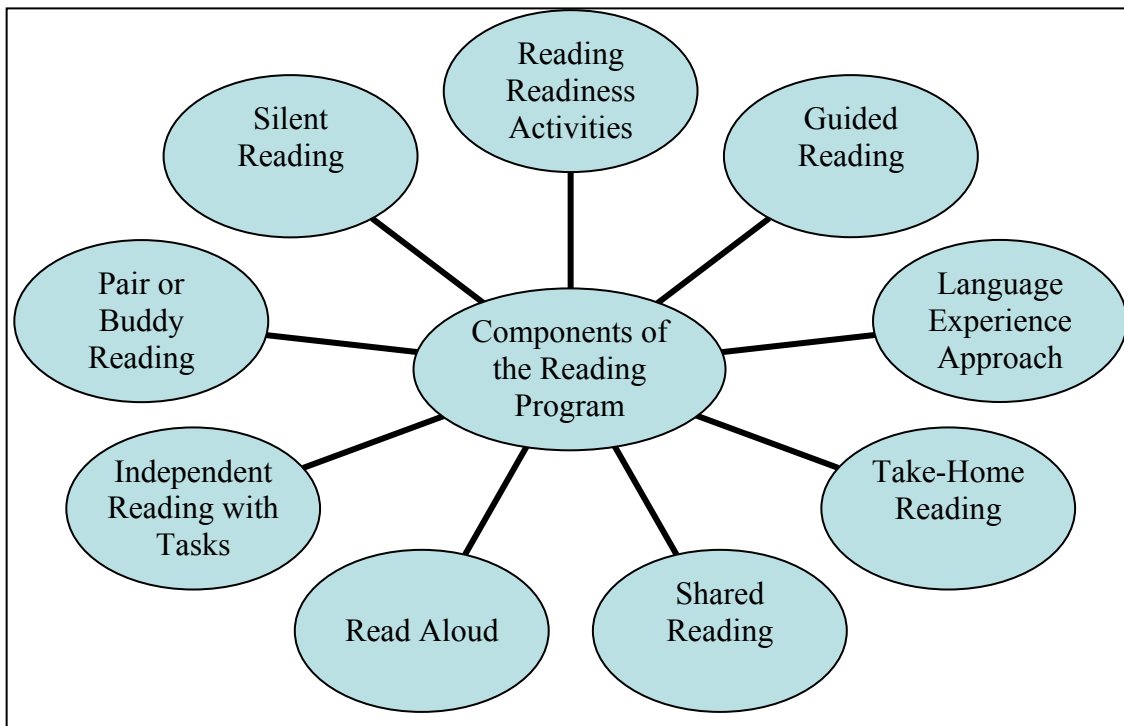 Reading
Readiness
Activities
Silent
Reading
Guided
Reading
Pair or
Buddy
Reading
Components of
the Reading
Program
Language
Experience
Approach
Independent
Reading with
Tasks
Take-Home
Reading
Read Aloud
Shared
Reading